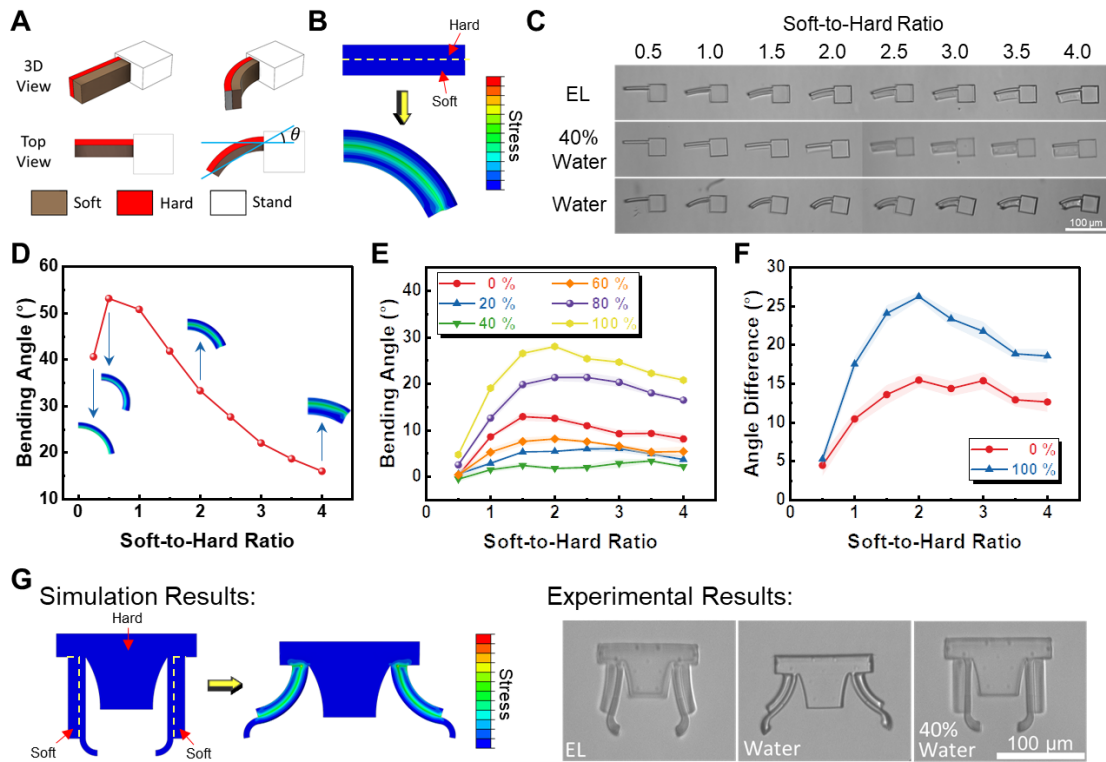 A
3D
View
Top
View
θ
Soft
Hard
Stand
B
Hard
Soft
Stress
C
Soft-to-Hard Ratio
0.5 1.0 1.5 2.0 2.5 3.0 3.5 4.0
EL
40%
Water
Water
100 µm
D
60
50
40
30
20
10
0 1 2 3 4
Bending Angle (°)
Soft-to-Hard Ratio
E
50
40
30
20
10
0
0 1 2 3 4
Bending Angle (°)
Soft-to-Hard Ratio
0 % 60 %
20 % 80 %
40 % 100 %
F
30
25
20
15
10
5
0
0 1 2 3 4
Angle Difference (°)
Soft-to-Hard Ratio
0 %
100 %
G
Simulation Results:
Hard
Soft
Soft
Stress
Experimental Results:
EL
Water
40%
Water
100 µm